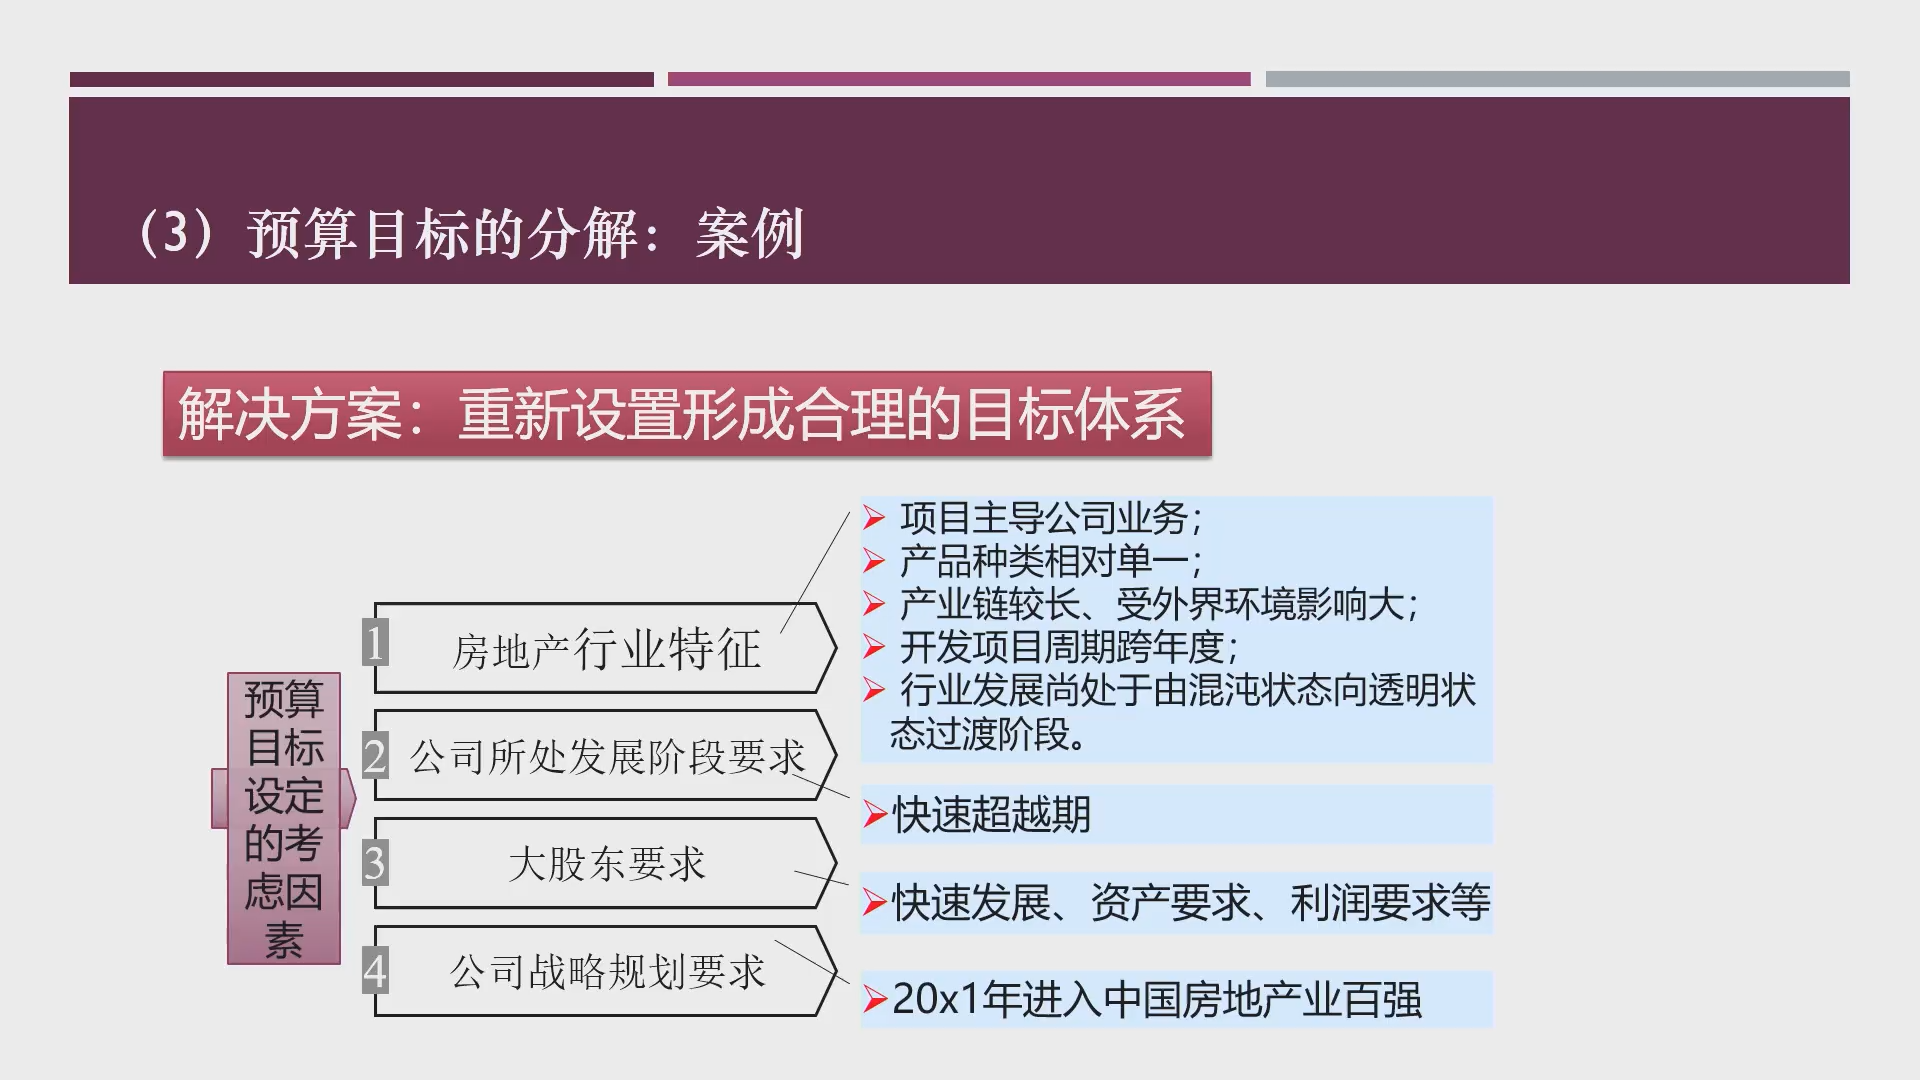 （3）预算目标的分解：案例
解决方案：重新设置形成合理的目标体系
预算
目标
设定
的考
虑因
素
1
房地产行业特征
项目主导公司业务；
产品种类相对单一；
产业链较长、受外界环境影响大；
开发项目周期跨年度；
行业发展尚处于由混沌状态向透明状
态过渡阶段。
2
公司所处发展阶段要求
快速超越期
3
大股东要求
快速发展、资产要求、利润要求等
4
公司战略规划要求
20x1年进入中国房地产业百强